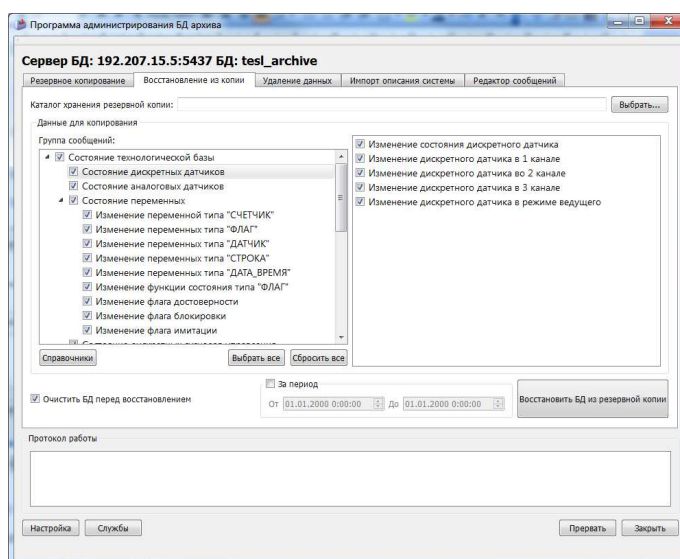 Программа администрирования БД архива
Сервер БД: 192.207.15.5:5437 БД: tesl_archive
Резервное копирование Восстановление из копии Удаление данных Импорт описания системы Редактор сообщений
Каталог хранения резервной копии: Выбрать...
Данные для копирования
Группа сообщений:
Состояние технологической базы
Состояние дискретных датчиков
Состояние аналоговых датчиков
Состояние переменных
Изменение переменной типа "СЧЕТЧИК"
Изменение переменных типа "ФЛАГ"
Изменение переменных типа "ДАТЧИК"
Изменение переменных типа "СТРОКА"
Изменение переменных типа "ДАТА_ВРЕМЯ"
Изменение функции состояния типа "ФЛАГ"
Изменение флага достоверности
Изменение флага блокировки
Изменение флага имитации
Изменение состояния дискретного датчика
Изменение дискретного датчика в 1 канале
Изменение дискретного датчика во 2 канале
Изменение дискретного датчика в 3 канале
Изменение дискретного датчика в режиме ведущего
Справочники Выбрать все Сбросить все
Очистить БД перед восстановлением
За период
От 01.01.2000 0:00:00 До 01.01.2000 0:00:00
Восстановить БД из резервной копии
Протокол работы
Настройка Службы Прервать Закрыть